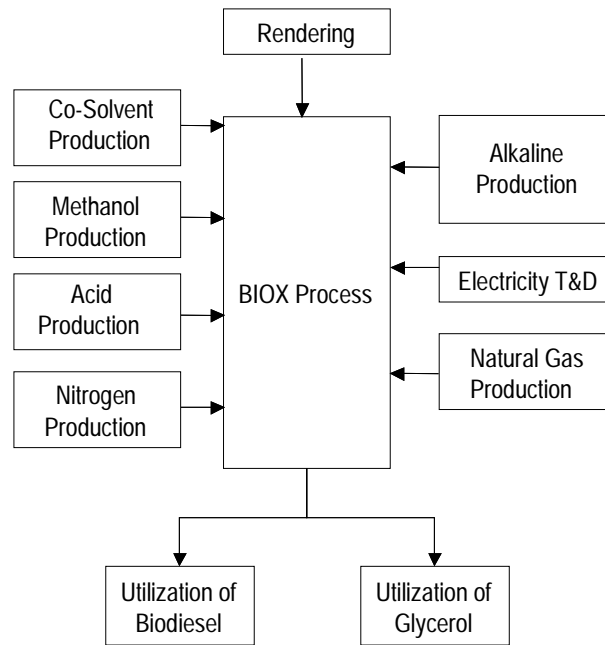 Rendering
Co-Solvent
Production
Methanol
Production
Acid
Production
Nitrogen
Production
BIOX Process
Alkaline
Production
Electricity T&D
Natural Gas
Production
Utilization of
Biodiesel
Utilization of
Glycerol